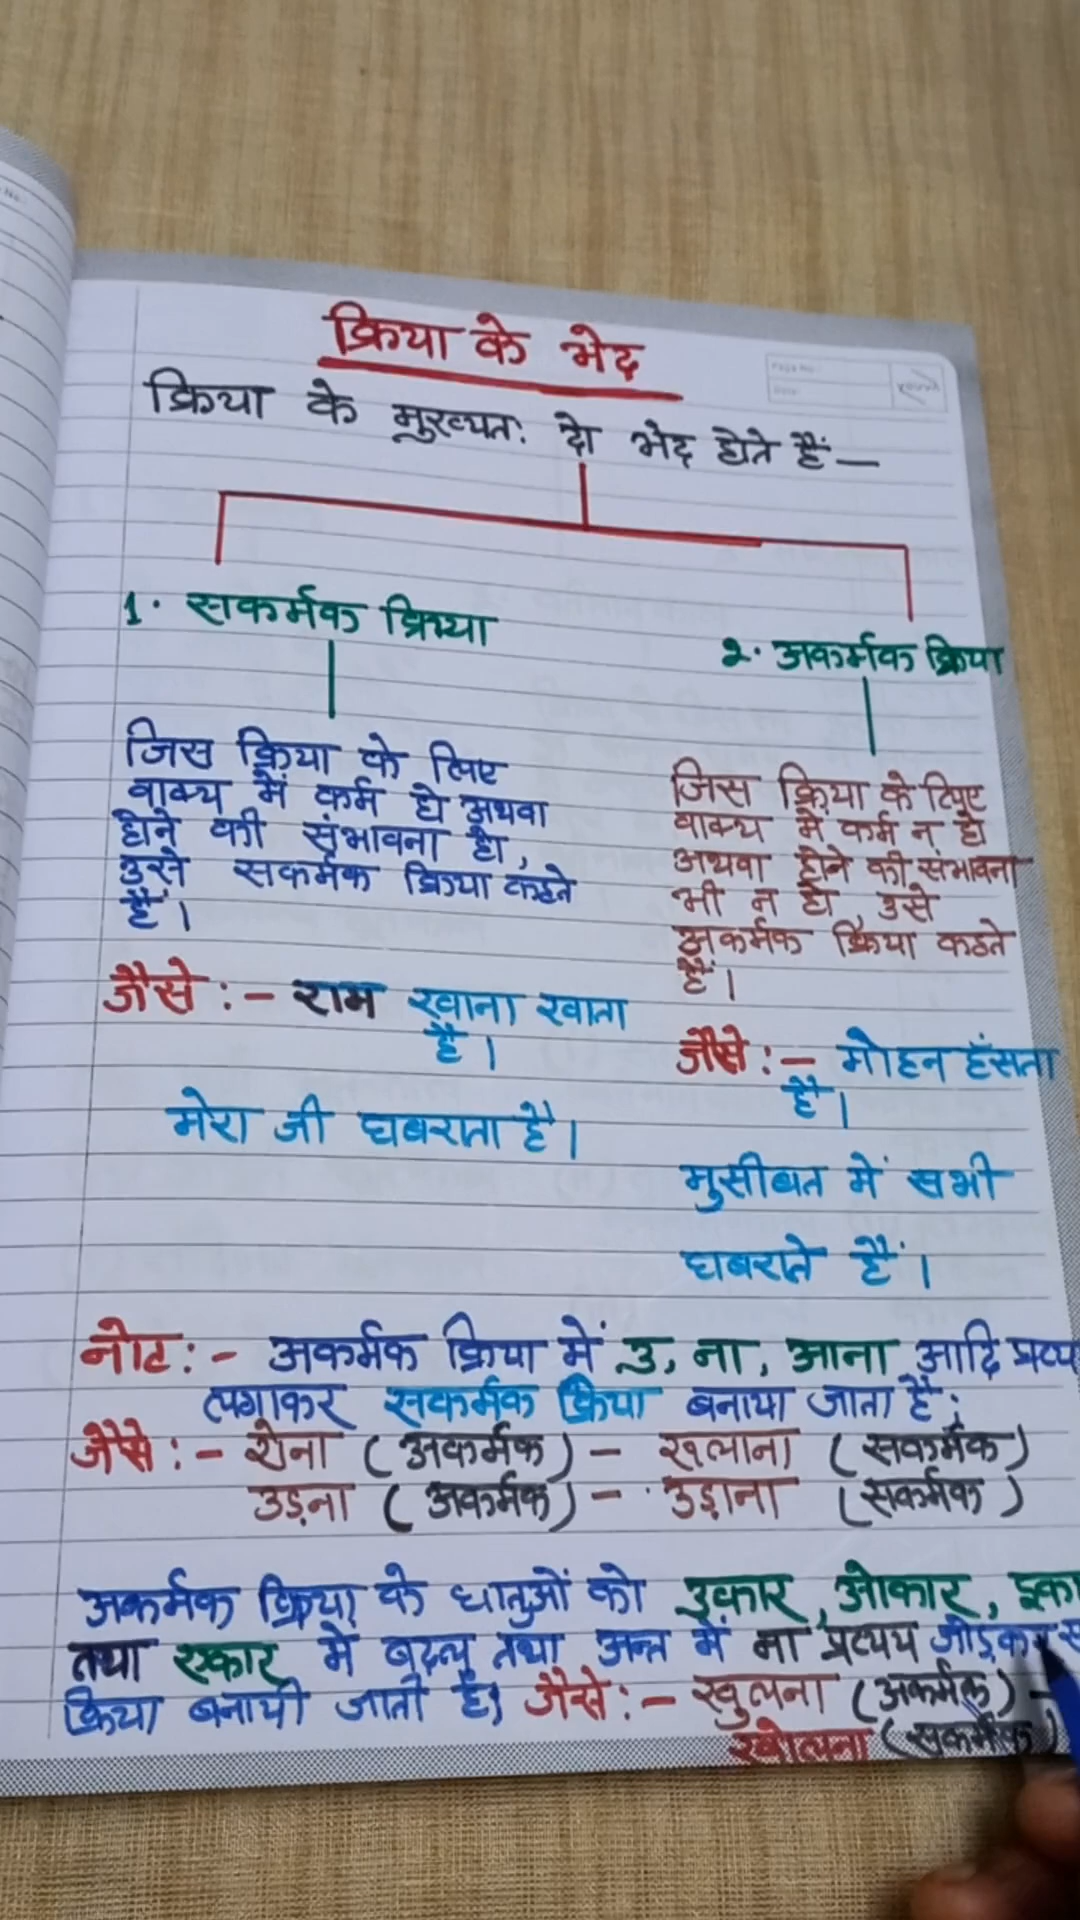 क्रिया के भेद
क्रिया के मुख्यतः दो भेद होते हैं—
1. सकर्मक क्रिया
जिस क्रिया के लिए
वाक्य में कर्म हो अथवा
होने की संभावना हो,
उसे सकर्मक क्रिया कहते
हैं।
जैसे:- राम खाना खाता
है।
मेरा जी घबराता है।
2. अकर्मक क्रिया
जिस क्रिया के लिए
वाक्य में कर्म न हो
अथवा होने की संभावना
भी न हो, उसे
अकर्मक क्रिया कहते
हैं।
जैसे:- मोहन हँसता
है।
मुसीबत में सभी
घबराते हैं।
नोट:- अकर्मक क्रिया में उ, ना, आना आदि
लगाकर सकर्मक क्रिया बनाया जाता है;
जैसे:- रोना (अकर्मक) - रुलाना (सकर्मक)
उड़ना (अकर्मक) - उड़ाना (सकर्मक)
अकर्मक क्रिया के धातुओं को उकार, ओकार,
तथा एकार में बदल तथा अन्त में ना प्रत्यय जोड़कर
क्रिया बनायी जाती है; जैसे:- खुलना (अकर्मक) -
खोलना (सकर्मक)